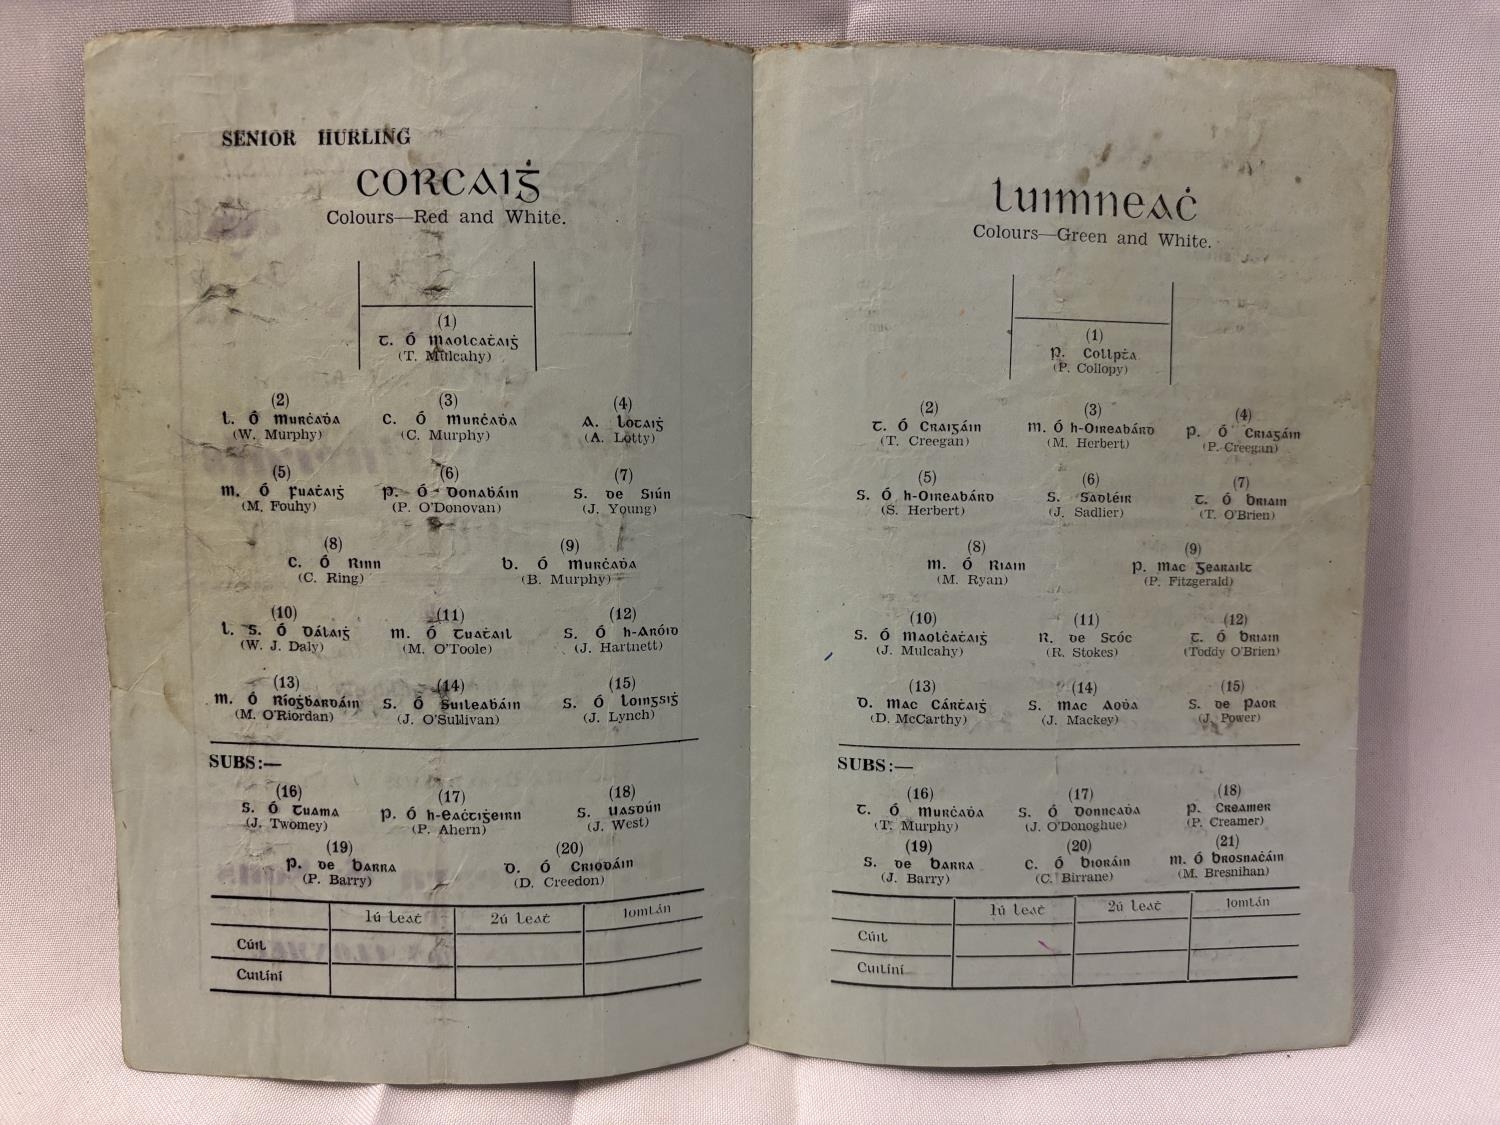 SENIOR HURLING
CORCAIĠ
Colours—Red and White.
(1)
T. Ó MAOLCAṪAIĠ
(T. Mulcahy)
(2) (3) (4)
L. Ó MURĊAḊA C. Ó MURĊAḊA A. LOTAIĠ
(W. Murphy) (C. Murphy) (A. Lotty)
(5) (6) (7)
M. Ó FUAṪAIĠ P. Ó DONAḂÁIN S. DE SIÚN
(M. Fouhy) (P. O'Donovan) (J. Young)
(8) (9)
C. Ó RINN B. Ó MURĊAḊA
(C. Ring) (B. Murphy)
(10) (11) (12)
L. S. Ó DÁLAIĠ M. Ó TUAṪAIL S. Ó h-ARÓID
(W. J. Daly) (M. O'Toole) (J. Hartnett)
(13) (14) (15)
M. Ó RÍOĠḂARDÁIN S. Ó SUILEAḂÁIN S. Ó LOINGSIĠ
(M. O'Riordan) (J. O'Sullivan) (J. Lynch)
SUBS:—
(16) (17) (18)
S. Ó TUAMA P. Ó h-EAĊTIĠEIRN S. UASDÚN
(J. Twomey) (P. Ahern) (J. West)
(19) (20)
P. DE BARRA D. Ó CRIODÁIN
(P. Barry) (D. Creedon)
1ú Leaṫ 2ú Leaṫ Iomlán
Cúil
Cuilíní
LUIMNEAĊ
Colours—Green and White.
(1)
P. COLLPṪA
(P. Collopy)
(2) (3) (4)
T. Ó CRAIGÁIN M. Ó h-OIREABÁRD P. Ó CRIAGÁIN
(T. Creegan) (M. Herbert) (P. Creegan)
(5) (6) (7)
S. Ó h-OIREABÁRD S. SADLÉIR T. Ó BRIAIN
(S. Herbert) (J. Sadlier) (T. O'Brien)
(8) (9)
M. Ó RIAIN P. MAC GEARAILT
(M. Ryan) (P. Fitzgerald)
(10) (11) (12)
S. Ó MAOLĊAṪAIĠ R. DE STÓC T. Ó BRIAIN
(J. Mulcahy) (R. Stokes) (Toddy O'Brien)
(13) (14) (15)
D. MAC CÁRṪAIĠ S. MAC AOḊA S. DE PAOR
(D. McCarthy) (J. Mackey) (J. Power)
SUBS:—
(16) (17) (18)
T. Ó MURĊAḊA S. Ó DONNCAḊA P. CREAMER
(T. Murphy) (J. O'Donoghue) (P. Creamer)
(19) (20) (21)
S. DE BARRA C. Ó BIORÁIN M. Ó BROSNAĊÁIN
(J. Barry) (C. Birrane) (M. Bresnihan)
1ú Leaṫ 2ú Leaṫ Iomlán
Cúil
Cuilíní